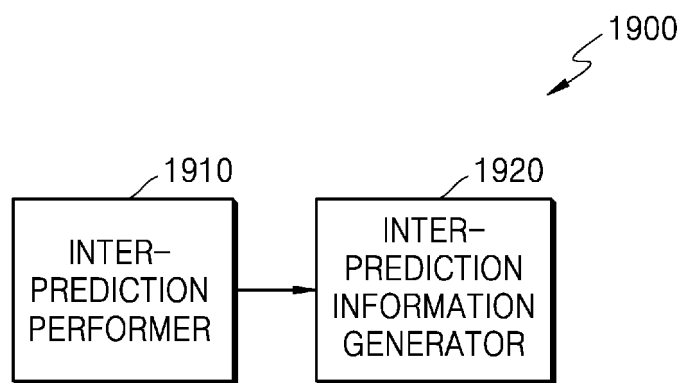 1900
1910
1920
INTER-
PREDICTION
PERFORMER
INTER-
PREDICTION
INFORMATION
GENERATOR